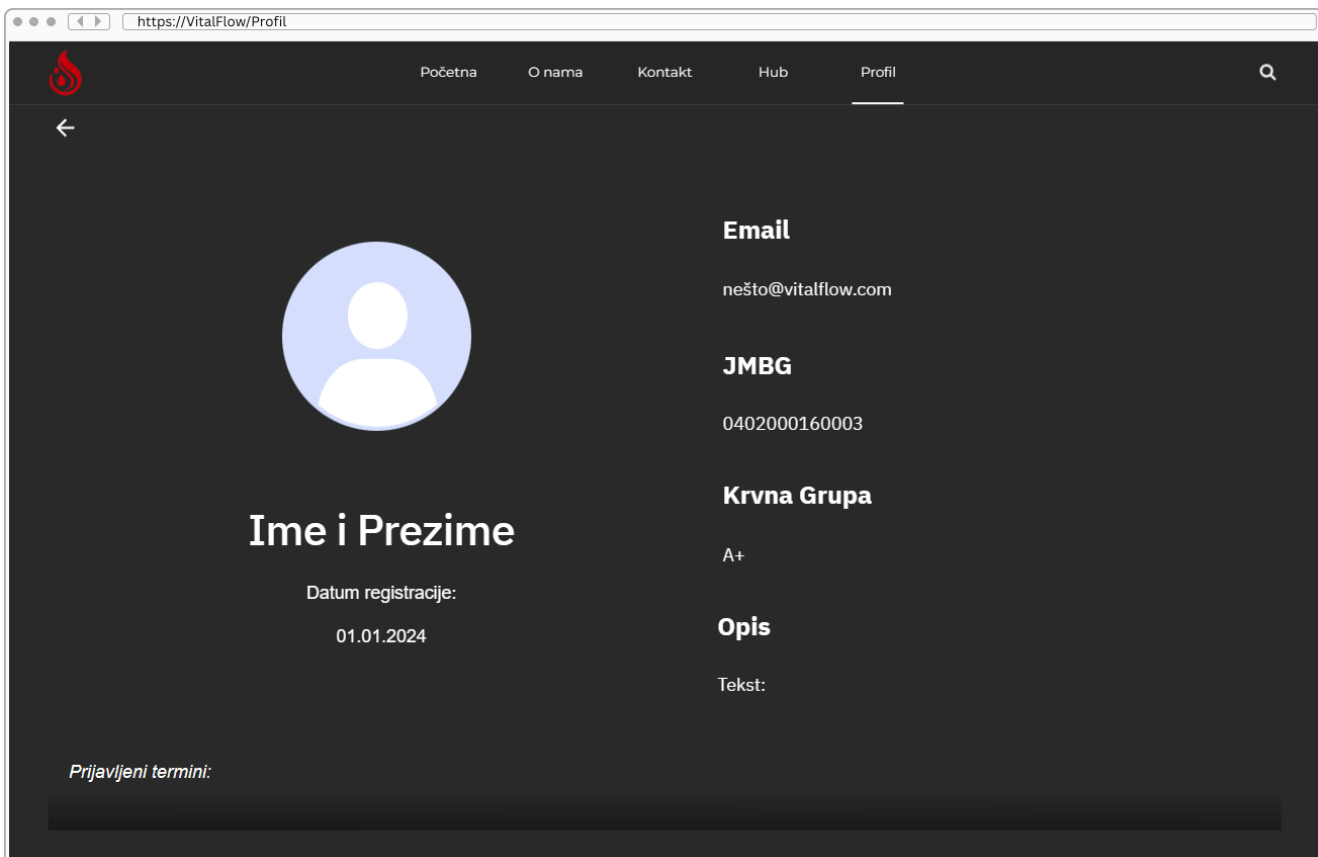 https://VitalFlow/Profil
Početna O nama Kontakt Hub Profil
Email
nešto@vitalflow.com
JMBG
0402000160003
Krvna Grupa
A+
Opis
Tekst:
Ime i Prezime
Datum registracije:
01.01.2024
Prijavljeni termini: